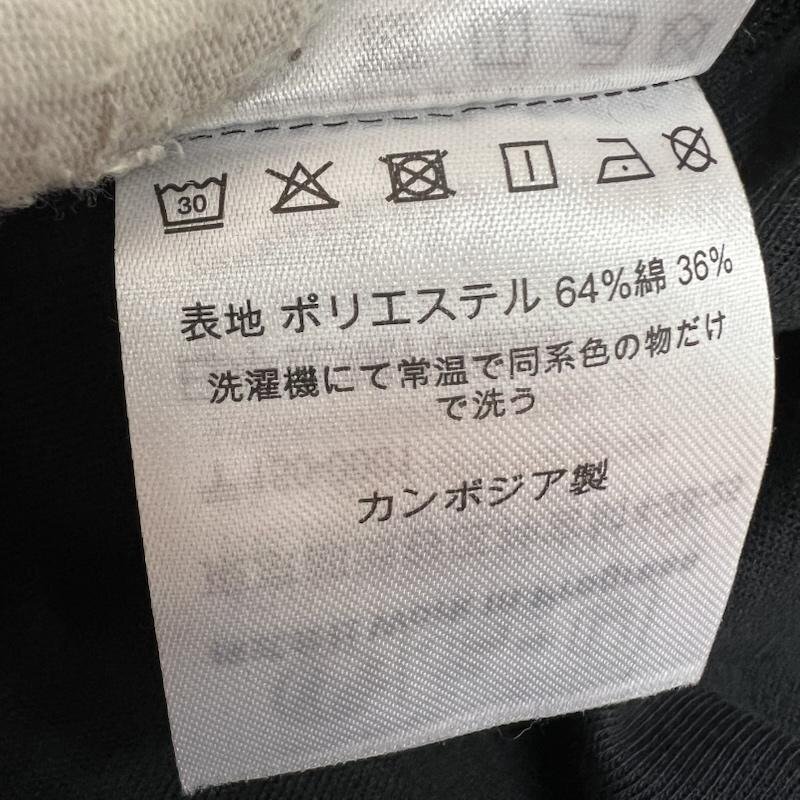 30
表地 ポリエステル 64%綿 36%
洗濯機にて常温で同系色の物だけ
で洗う
カンボジア製